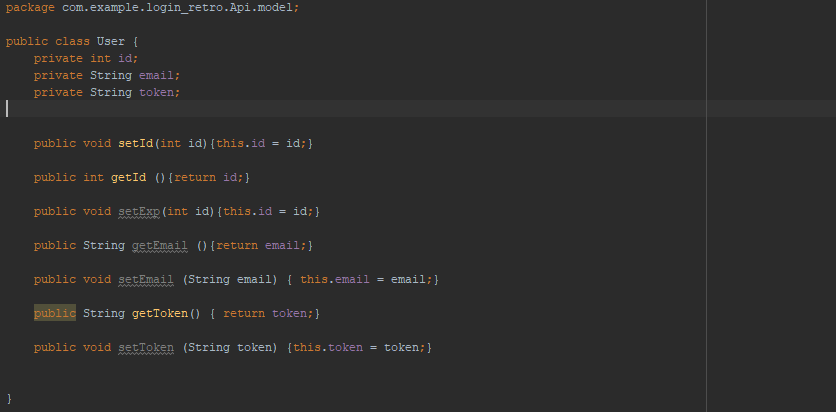 package com.example.login_retro.Api.model;
public class User {
private int id;
private String email;
private String token;
public void setId(int id){this.id = id;}
public int getId (){return id;}
public void setExp(int id){this.id = id;}
public String getEmail (){return email;}
public void setEmail (String email) { this.email = email;}
public String getToken() { return token;}
public void setToken (String token) {this.token = token;}
}